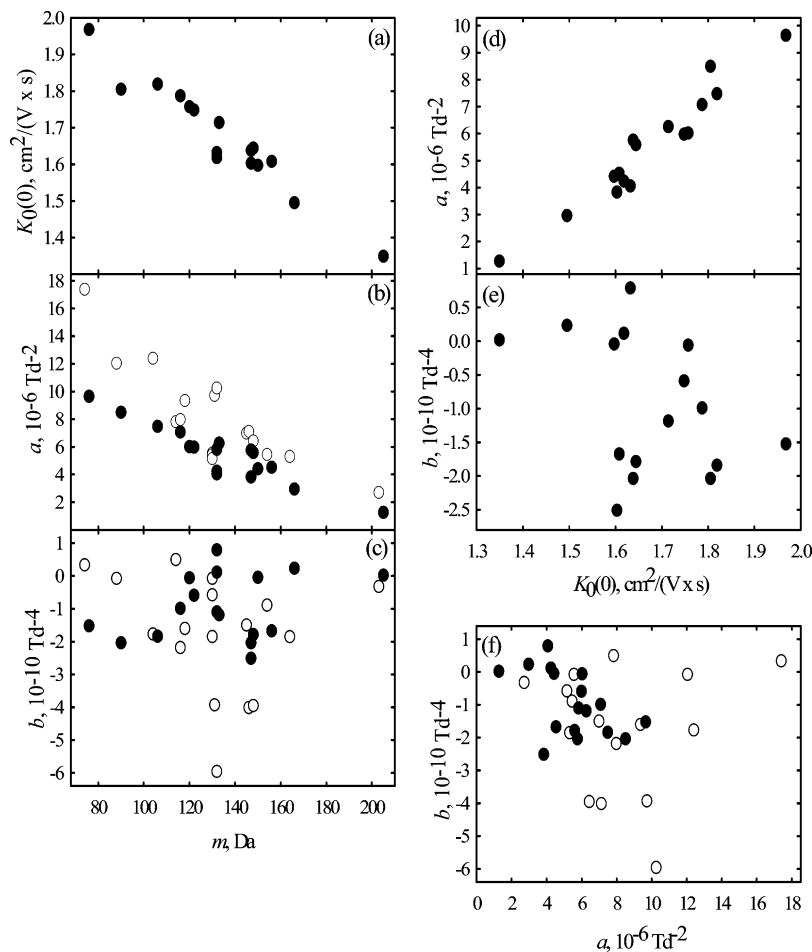 (a)
2.0
1.9
1.8
1.7
1.6
1.5
1.4
1.3
K0(0), cm2/(V x s)
(b)
18
16
14
12
10
8
6
4
2
a, 10-6 Td-2
(c)
1
0
-1
-2
-3
-4
-5
-6
b, 10-10 Td-4
80 100 120 140 160 180 200
m, Da
(d)
10
9
8
7
6
5
4
3
2
1
a, 10-6 Td-2
(e)
0.5
0.0
-0.5
-1.0
-1.5
-2.0
-2.5
b, 10-10 Td-4
1.3 1.4 1.5 1.6 1.7 1.8 1.9 2.0
K0(0), cm2/(V x s)
(f)
1
0
-1
-2
-3
-4
-5
-6
b, 10-10 Td-4
0 2 4 6 8 10 12 14 16 18
a, 10-6 Td-2